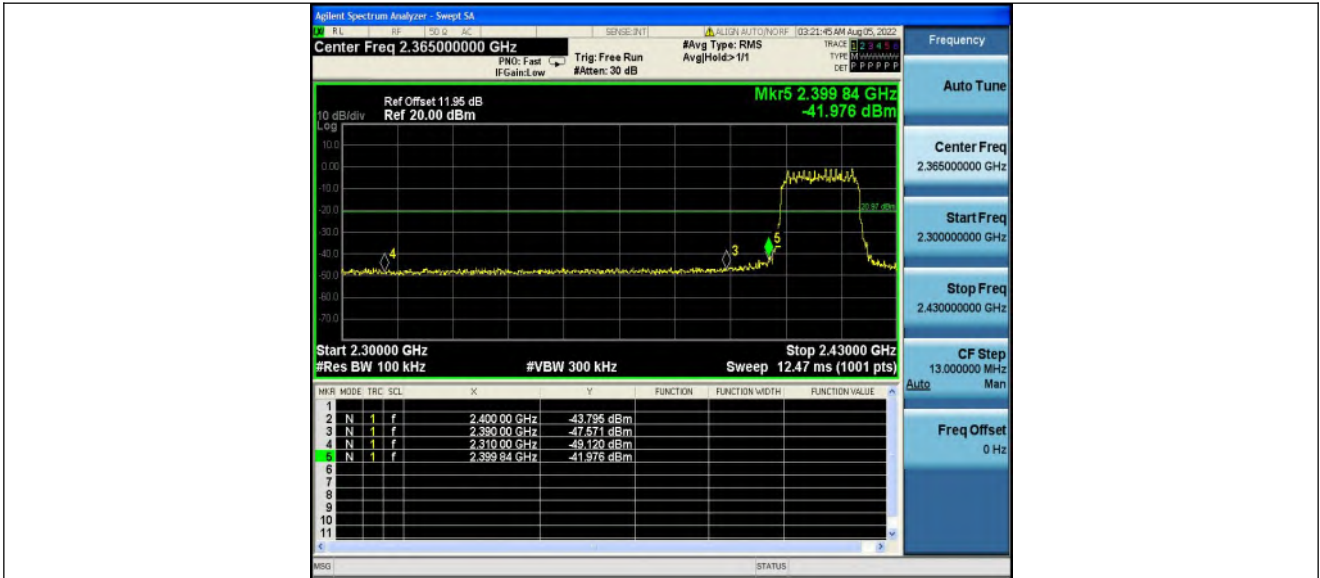 Agilent Spectrum Analyzer - Swept SA
RL RF 50 Ω AC SENSE:INT ALIGN AUTO/NORF 03:21:45 AM Aug 05, 2022
Center Freq 2.365000000 GHz
PNO: Fast
IFGain:Low
Trig: Free Run
#Atten: 30 dB
#Avg Type: RMS
Avg|Hold:>1/1
TRACE 1 2 3 4 5 6
TYPE M
DET P P P P P P
Ref Offset 11.95 dB
10 dB/div Ref 20.00 dBm
Log
Mkr5 2.399 84 GHz
-41.976 dBm
10.0
0.00
-10.0
-20.0
-30.0
-40.0
-50.0
-60.0
-70.0
4
3
5
Start 2.30000 GHz Stop 2.43000 GHz
#Res BW 100 kHz #VBW 300 kHz Sweep 12.47 ms (1001 pts)
MKR MODE TRC SCL X Y FUNCTION FUNCTION WIDTH FUNCTION VALUE
1
2 N 1 f 2.400 00 GHz -43.795 dBm
3 N 1 f 2.390 00 GHz -47.571 dBm
4 N 1 f 2.310 00 GHz -49.120 dBm
5 N 1 f 2.399 84 GHz -41.976 dBm
6
7
8
9
10
11
MSG STATUS
Frequency
Auto Tune
Center Freq
2.365000000 GHz
Start Freq
2.300000000 GHz
Stop Freq
2.430000000 GHz
CF Step
13.000000 MHz
Auto Man
Freq Offset
0 Hz